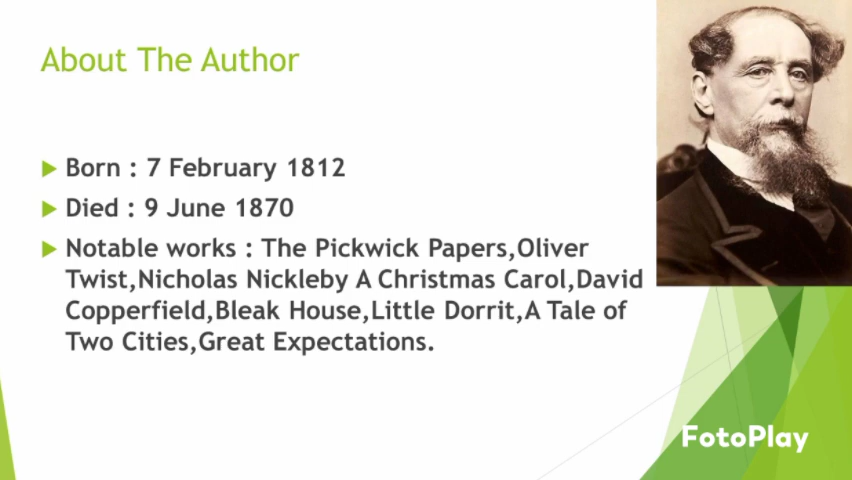 About The Author
Born : 7 February 1812
Died : 9 June 1870
Notable works : The Pickwick Papers,Oliver
Twist,Nicholas Nickleby A Christmas Carol,David
Copperfield,Bleak House,Little Dorrit,A Tale of
Two Cities,Great Expectations.
FotoPlay